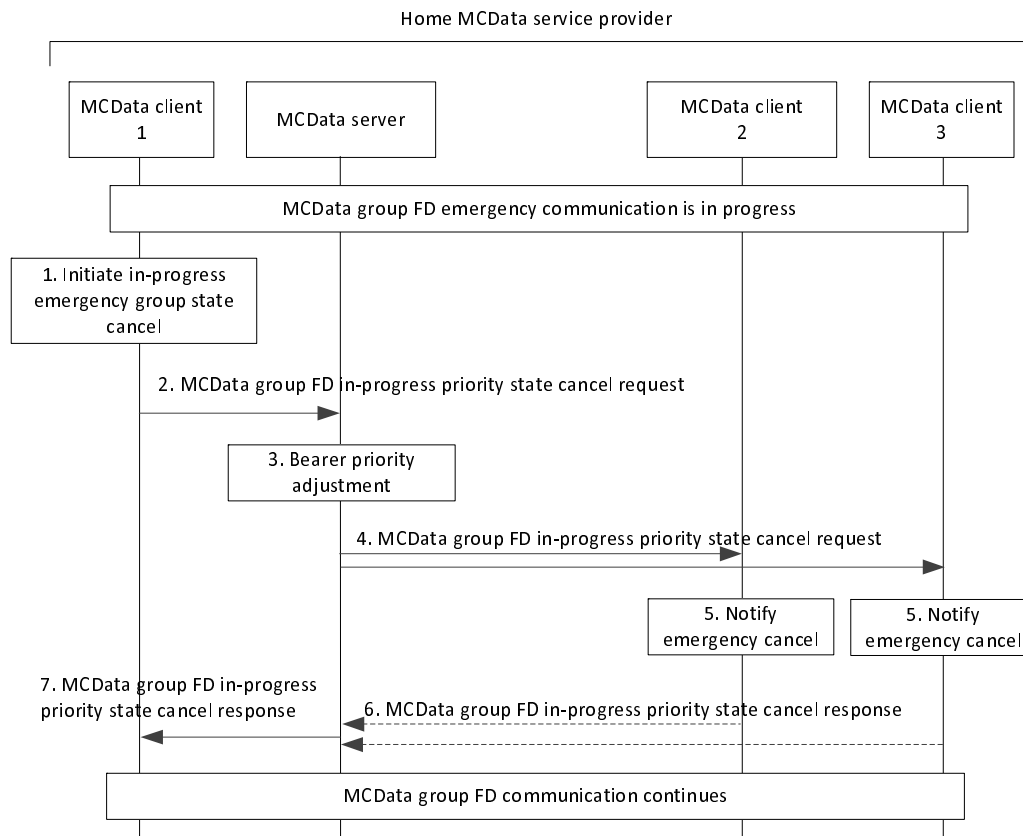 Home MCData service provider
MCData client
1
MCData server
MCData client
2
MCData client
3
MCData group FD emergency communication is in progress
1. Initiate in-progress
emergency group state
cancel
2. MCData group FD in-progress priority state cancel request
3. Bearer priority
adjustment
4. MCData group FD in-progress priority state cancel request
5. Notify
emergency cancel
5. Notify
emergency cancel
7. MCData group FD in-progress
priority state cancel response
6. MCData group FD in-progress priority state cancel response
MCData group FD communication continues